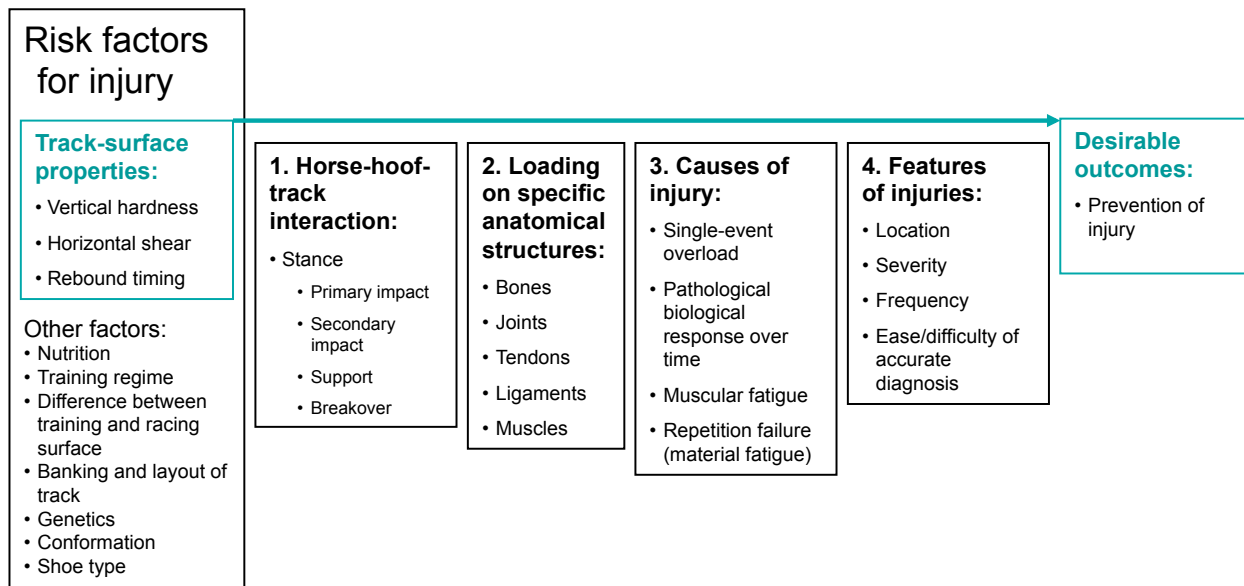 Risk factors
for injury
Track-surface
properties:
• Vertical hardness
• Horizontal shear
• Rebound timing
Other factors:
• Nutrition
• Training regime
• Difference between
training and racing
surface
• Banking and layout of
track
• Genetics
• Conformation
• Shoe type
1. Horse-hoof-
track
interaction:
• Stance
• Primary impact
• Secondary
impact
• Support
• Breakover
2. Loading
on specific
anatomical
structures:
• Bones
• Joints
• Tendons
• Ligaments
• Muscles
3. Causes of
injury:
• Single-event
overload
• Pathological
biological
response over
time
• Muscular fatigue
• Repetition failure
(material fatigue)
4. Features
of injuries:
• Location
• Severity
• Frequency
• Ease/difficulty of
accurate
diagnosis
Desirable
outcomes:
• Prevention of
injury